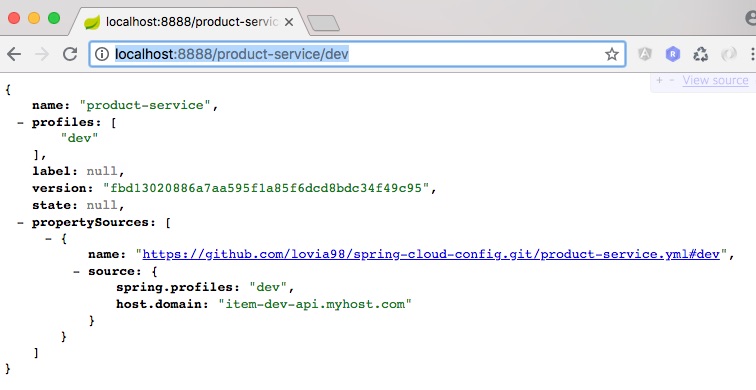 localhost:8888/product-servic
localhost:8888/product-service/dev
+ - View source
{
name: "product-service",
- profiles: [
"dev"
],
label: null,
version: "fbd13020886a7aa595f1a85f6dcd8bdc34f49c95",
state: null,
- propertySources: [
- {
name: "https://github.com/lovia98/spring-cloud-config.git/product-service.yml#dev",
- source: {
spring.profiles: "dev",
host.domain: "item-dev-api.myhost.com"
}
}
]
}